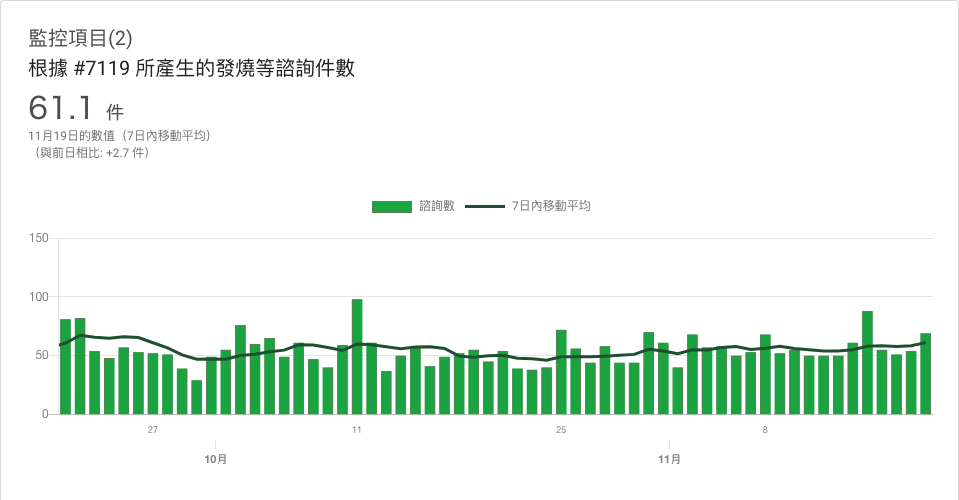 監控項目(2)
根據 #7119 所產生的發燒等諮詢件數
61.1 件
11月19日的數值（7日內移動平均）
（與前日相比: +2.7 件）
諮詢數 7日內移動平均
150
100
50
0
27 11 25 8
10月 11月